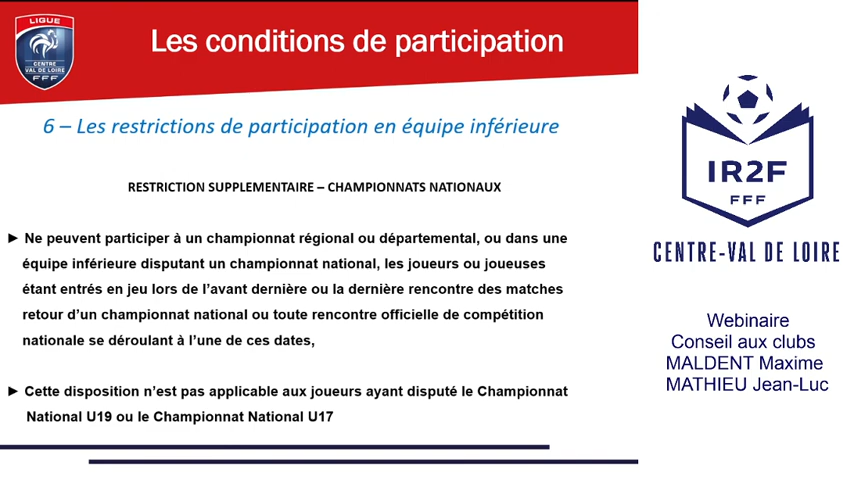 LIGUE
CENTRE
VAL DE LOIRE
FFF
Les conditions de participation
6 – Les restrictions de participation en équipe inférieure
RESTRICTION SUPPLEMENTAIRE – CHAMPIONNATS NATIONAUX
► Ne peuvent participer à un championnat régional ou départemental, ou dans une
équipe inférieure disputant un championnat national, les joueurs ou joueuses
étant entrés en jeu lors de l'avant dernière ou la dernière rencontre des matches
retour d'un championnat national ou toute rencontre officielle de compétition
nationale se déroulant à l'une de ces dates,
► Cette disposition n'est pas applicable aux joueurs ayant disputé le Championnat
National U19 ou le Championnat National U17
IR2F
FFF
CENTRE-VAL DE LOIRE
Webinaire
Conseil aux clubs
MALDENT Maxime
MATHIEU Jean-Luc